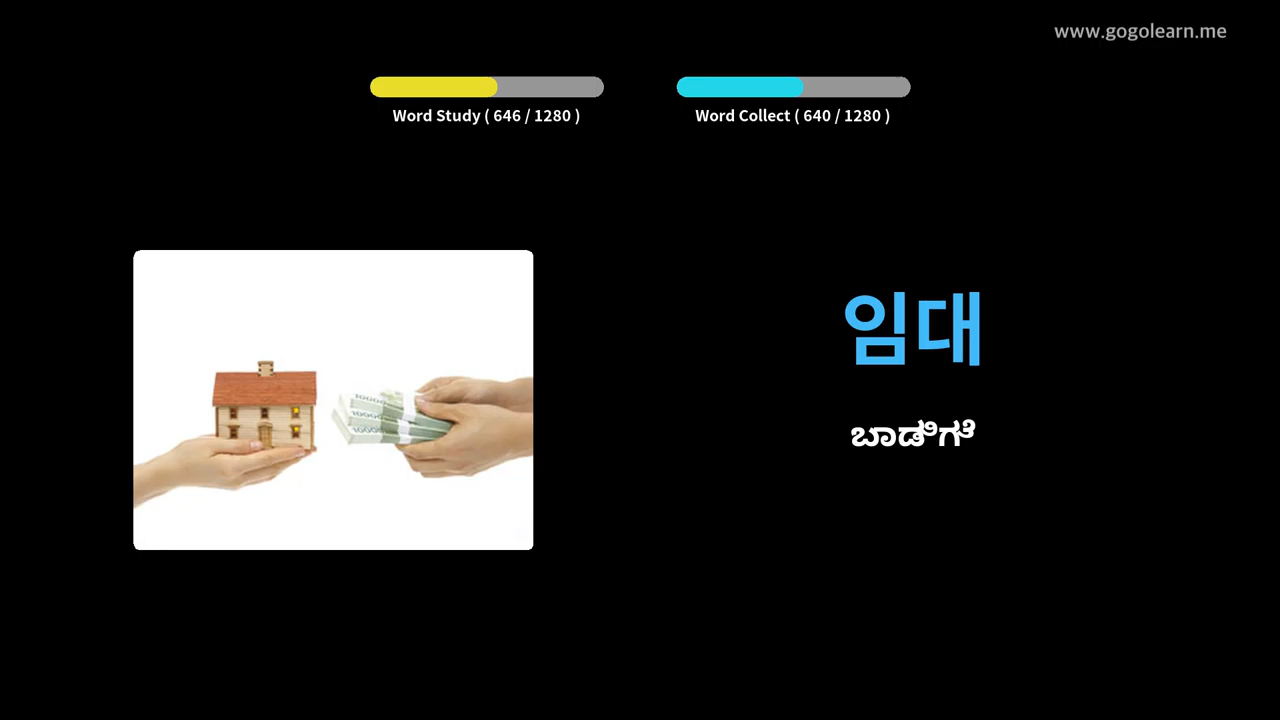 www.gogolearn.me
Word Study ( 646 / 1280 )
Word Collect ( 640 / 1280 )
임대
ಬಾಡಿಗೆ